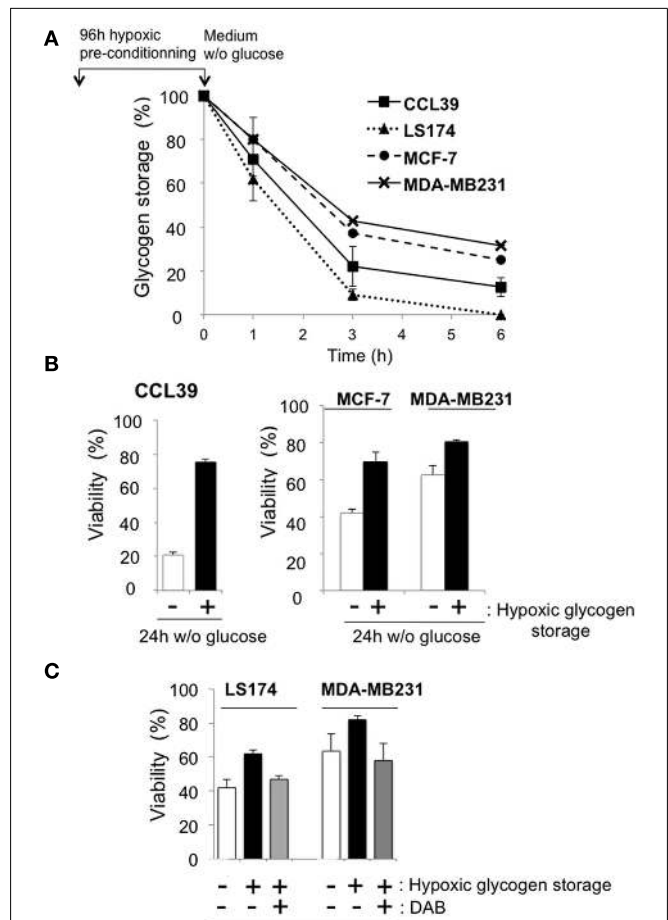 A
96h hypoxic
pre-conditionning
Medium
w/o glucose
Glycogen storage (%)
100
80
60
40
20
0
0 1 2 3 4 5 6
Time (h)
CCL39
LS174
MCF-7
MDA-MB231
B
CCL39
Viability (%)
100
80
60
40
20
0
- +
24h w/o glucose
MCF-7 MDA-MB231
Viability (%)
80
60
40
20
0
- + - + : Hypoxic glycogen
storage
24h w/o glucose
C
LS174 MDA-MB231
Viability (%)
100
80
60
40
20
0
- + + - + + : Hypoxic glycogen storage
- - + - - + : DAB